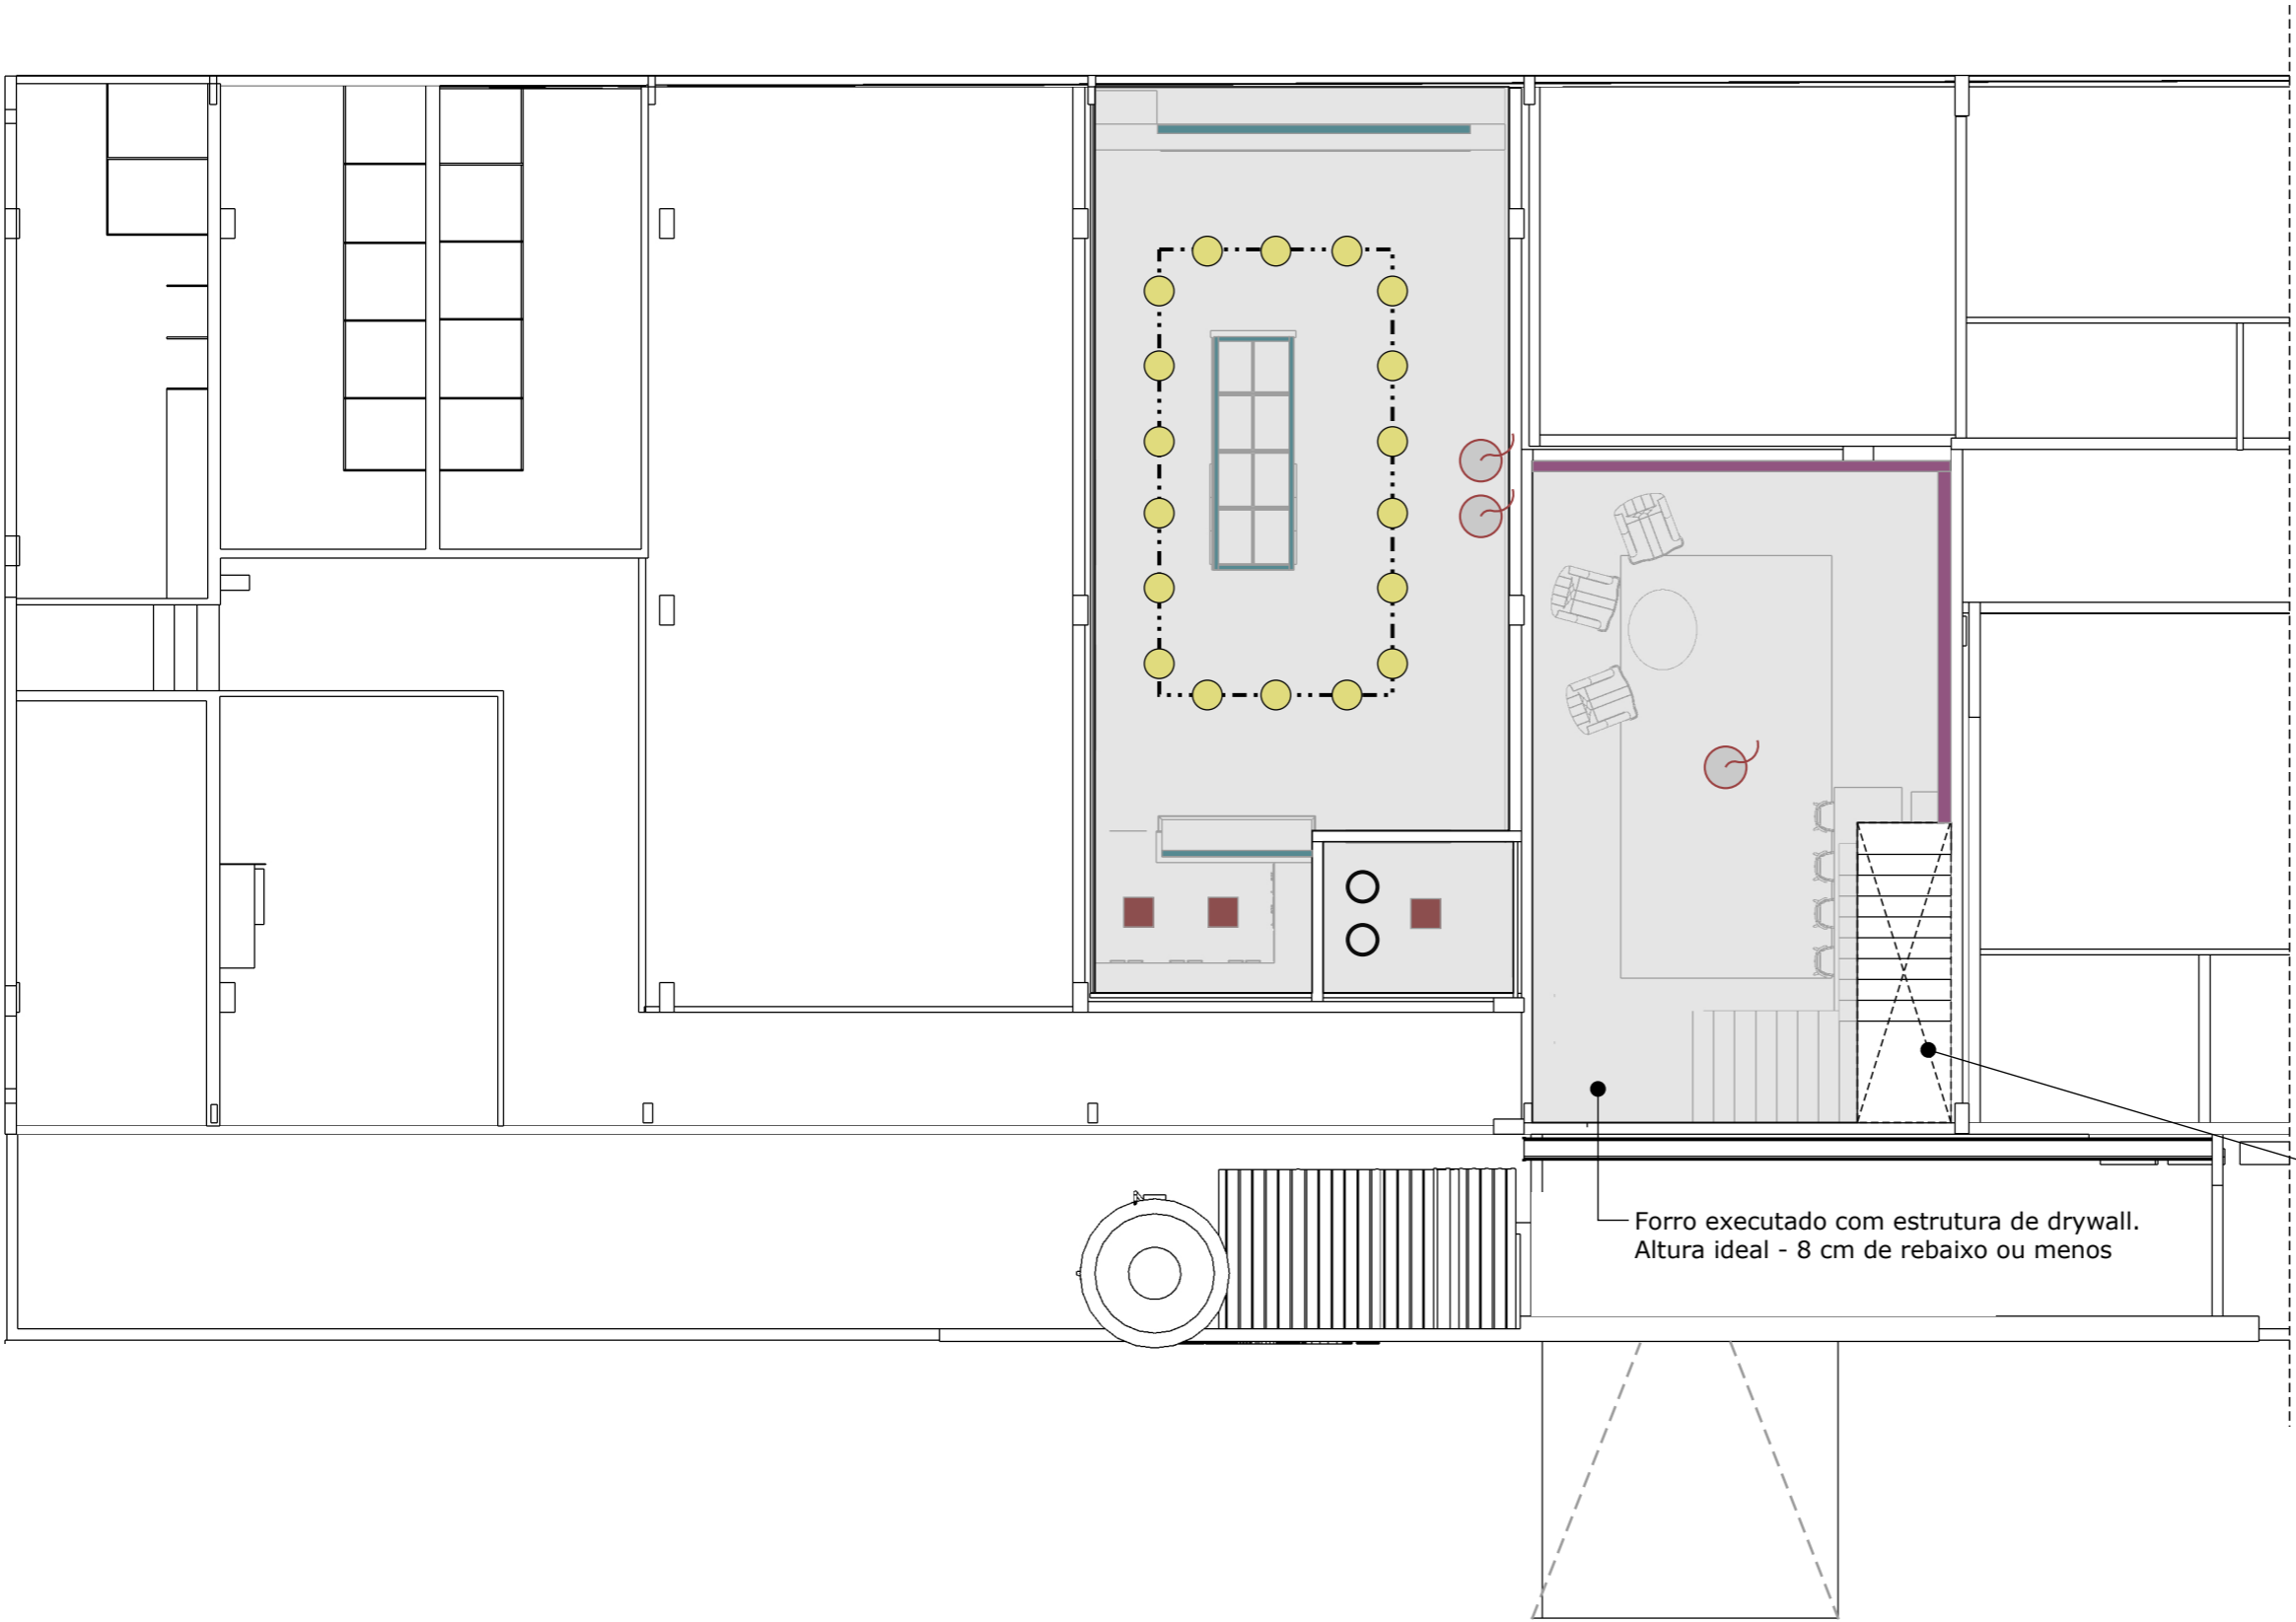 Forro executado com estrutura de drywall.
Altura ideal - 8 cm de rebaixo ou menos